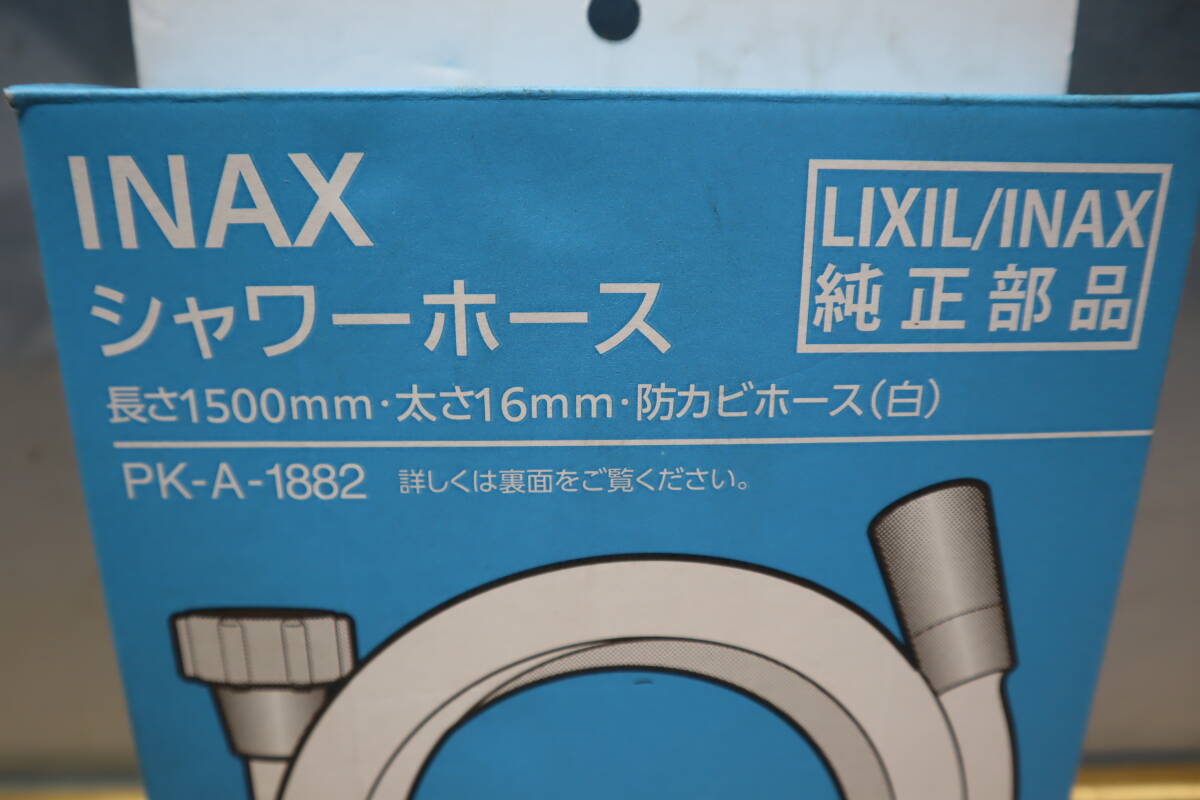 INAX
シャワーホース
LIXIL/INAX
純正部品
長さ1500mm・太さ16mm・防カビホース(白)
PK-A-1882 詳しくは裏面をご覧ください。